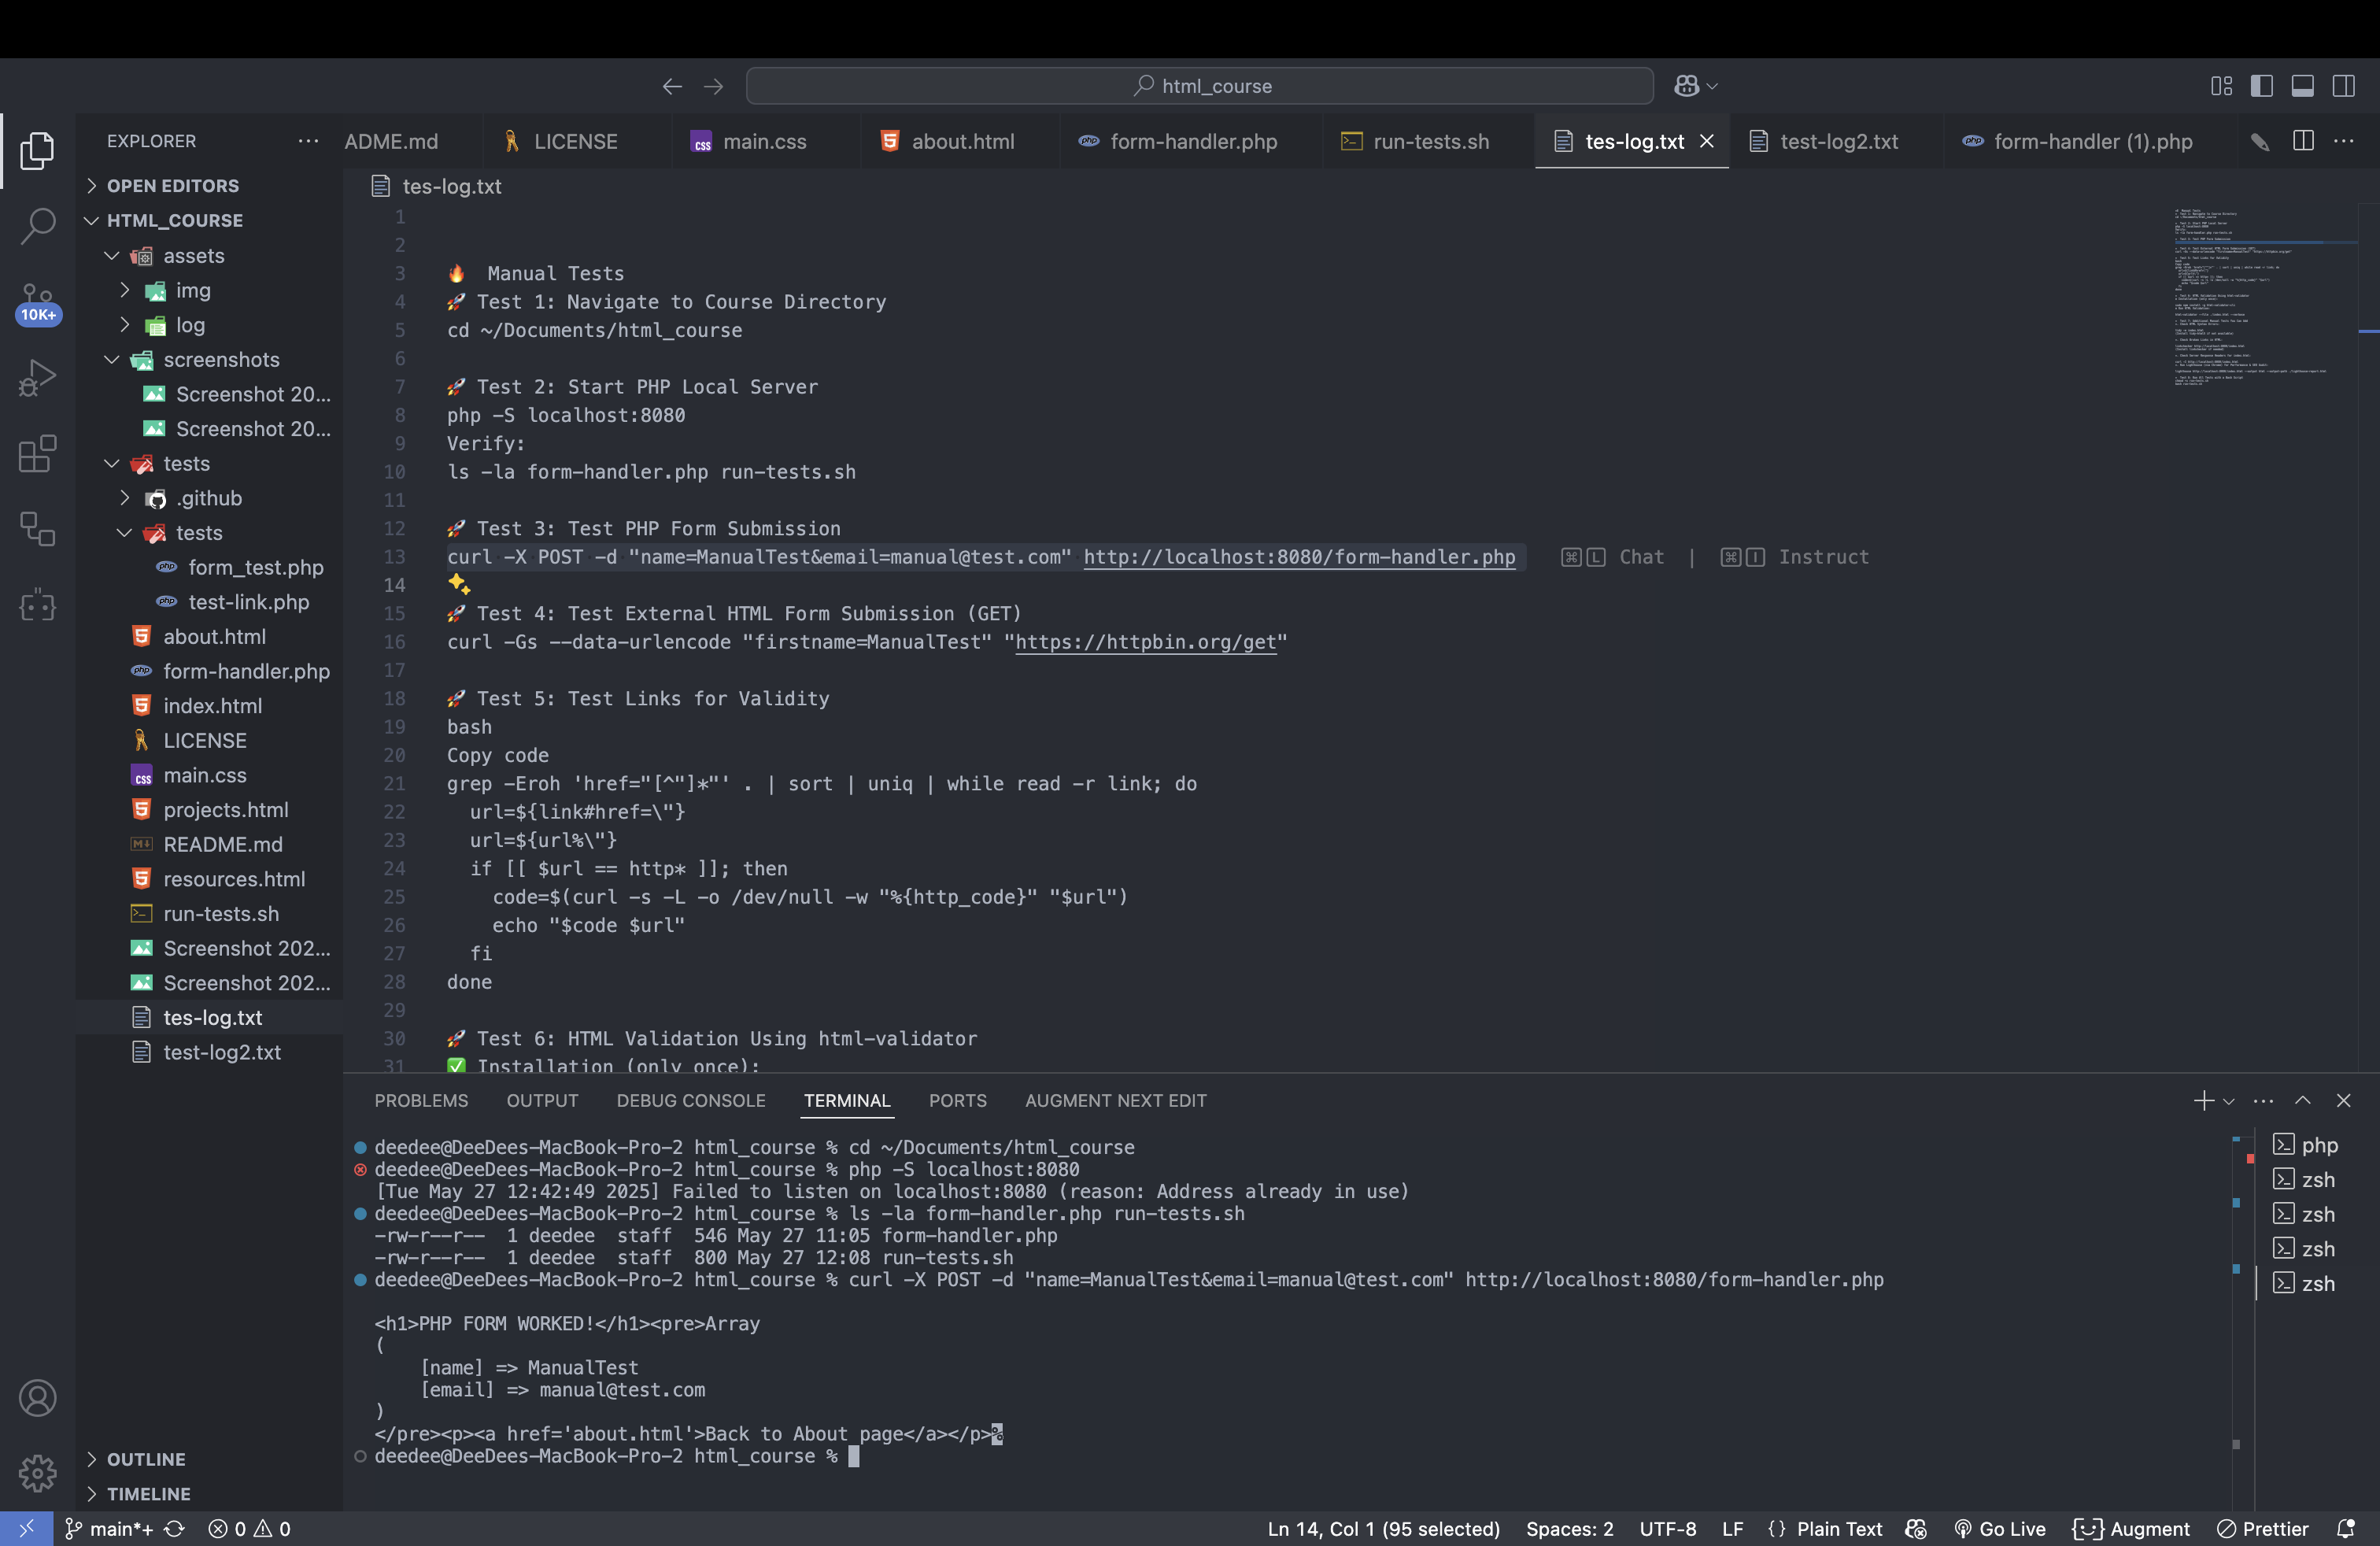 html_course
EXPLORER
ADME.md
LICENSE
main.css
about.html
form-handler.php
run-tests.sh
tes-log.txt
test-log2.txt
form-handler (1).php
OPEN EDITORS
HTML_COURSE
assets
img
log
screenshots
Screenshot 20...
Screenshot 20...
tests
.github
tests
form_test.php
test-link.php
about.html
form-handler.php
index.html
LICENSE
main.css
projects.html
README.md
resources.html
run-tests.sh
Screenshot 202...
Screenshot 202...
tes-log.txt
test-log2.txt
OUTLINE
TIMELINE
10K+
tes-log.txt
1
2
3 🔥 Manual Tests
4 🚀 Test 1: Navigate to Course Directory
5 cd ~/Documents/html_course
6
7 🚀 Test 2: Start PHP Local Server
8 php -S localhost:8080
9 Verify:
10 ls -la form-handler.php run-tests.sh
11
12 🚀 Test 3: Test PHP Form Submission
13 curl -X POST -d "name=ManualTest&email=manual@test.com" http://localhost:8080/form-handler.php ⌘ L Chat | ⌘ I Instruct
14
15 🚀 Test 4: Test External HTML Form Submission (GET)
16 curl -Gs --data-urlencode "firstname=ManualTest" "https://httpbin.org/get"
17
18 🚀 Test 5: Test Links for Validity
19 bash
20 Copy code
21 grep -Eroh 'href="[^"]*"' . | sort | uniq | while read -r link; do
22 url=${link#href=\"}
23 url=${url%\"}
24 if [[ $url == http* ]]; then
25 code=$(curl -s -L -o /dev/null -w "%{http_code}" "$url")
26 echo "$code $url"
27 fi
28 done
29
30 🚀 Test 6: HTML Validation Using html-validator
31 ✅ Installation (only once):
PROBLEMS OUTPUT DEBUG CONSOLE TERMINAL PORTS AUGMENT NEXT EDIT
deedee@DeeDees-MacBook-Pro-2 html_course % cd ~/Documents/html_course
deedee@DeeDees-MacBook-Pro-2 html_course % php -S localhost:8080
[Tue May 27 12:42:49 2025] Failed to listen on localhost:8080 (reason: Address already in use)
deedee@DeeDees-MacBook-Pro-2 html_course % ls -la form-handler.php run-tests.sh
-rw-r--r--  1 deedee  staff  546 May 27 11:05 form-handler.php
-rw-r--r--  1 deedee  staff  800 May 27 12:08 run-tests.sh
deedee@DeeDees-MacBook-Pro-2 html_course % curl -X POST -d "name=ManualTest&email=manual@test.com" http://localhost:8080/form-handler.php
<h1>PHP FORM WORKED!</h1><pre>Array
(
[name] => ManualTest
[email] => manual@test.com
)
</pre><p><a href='about.html'>Back to About page</a></p>%
deedee@DeeDees-MacBook-Pro-2 html_course %
php
zsh
zsh
zsh
zsh
main*+ 0 0 Ln 14, Col 1 (95 selected) Spaces: 2 UTF-8 LF {} Plain Text Go Live Augment Prettier